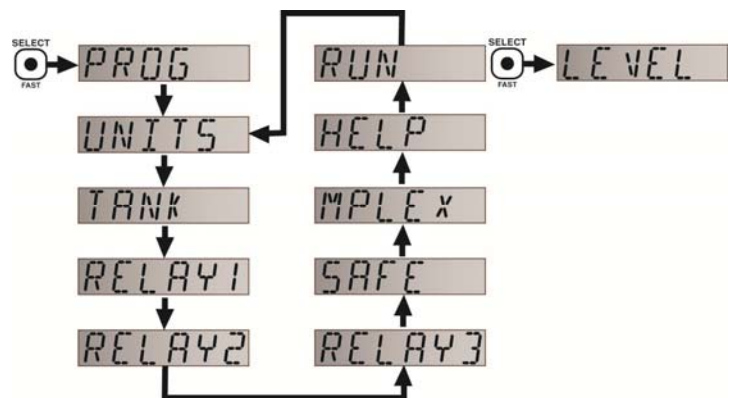 SELECT
PROG
FAST
UNITS
TANK
RELAY1
RELAY2
RUN
HELP
MPLEX
SAFE
RELAY3
SELECT
LEVEL
FAST